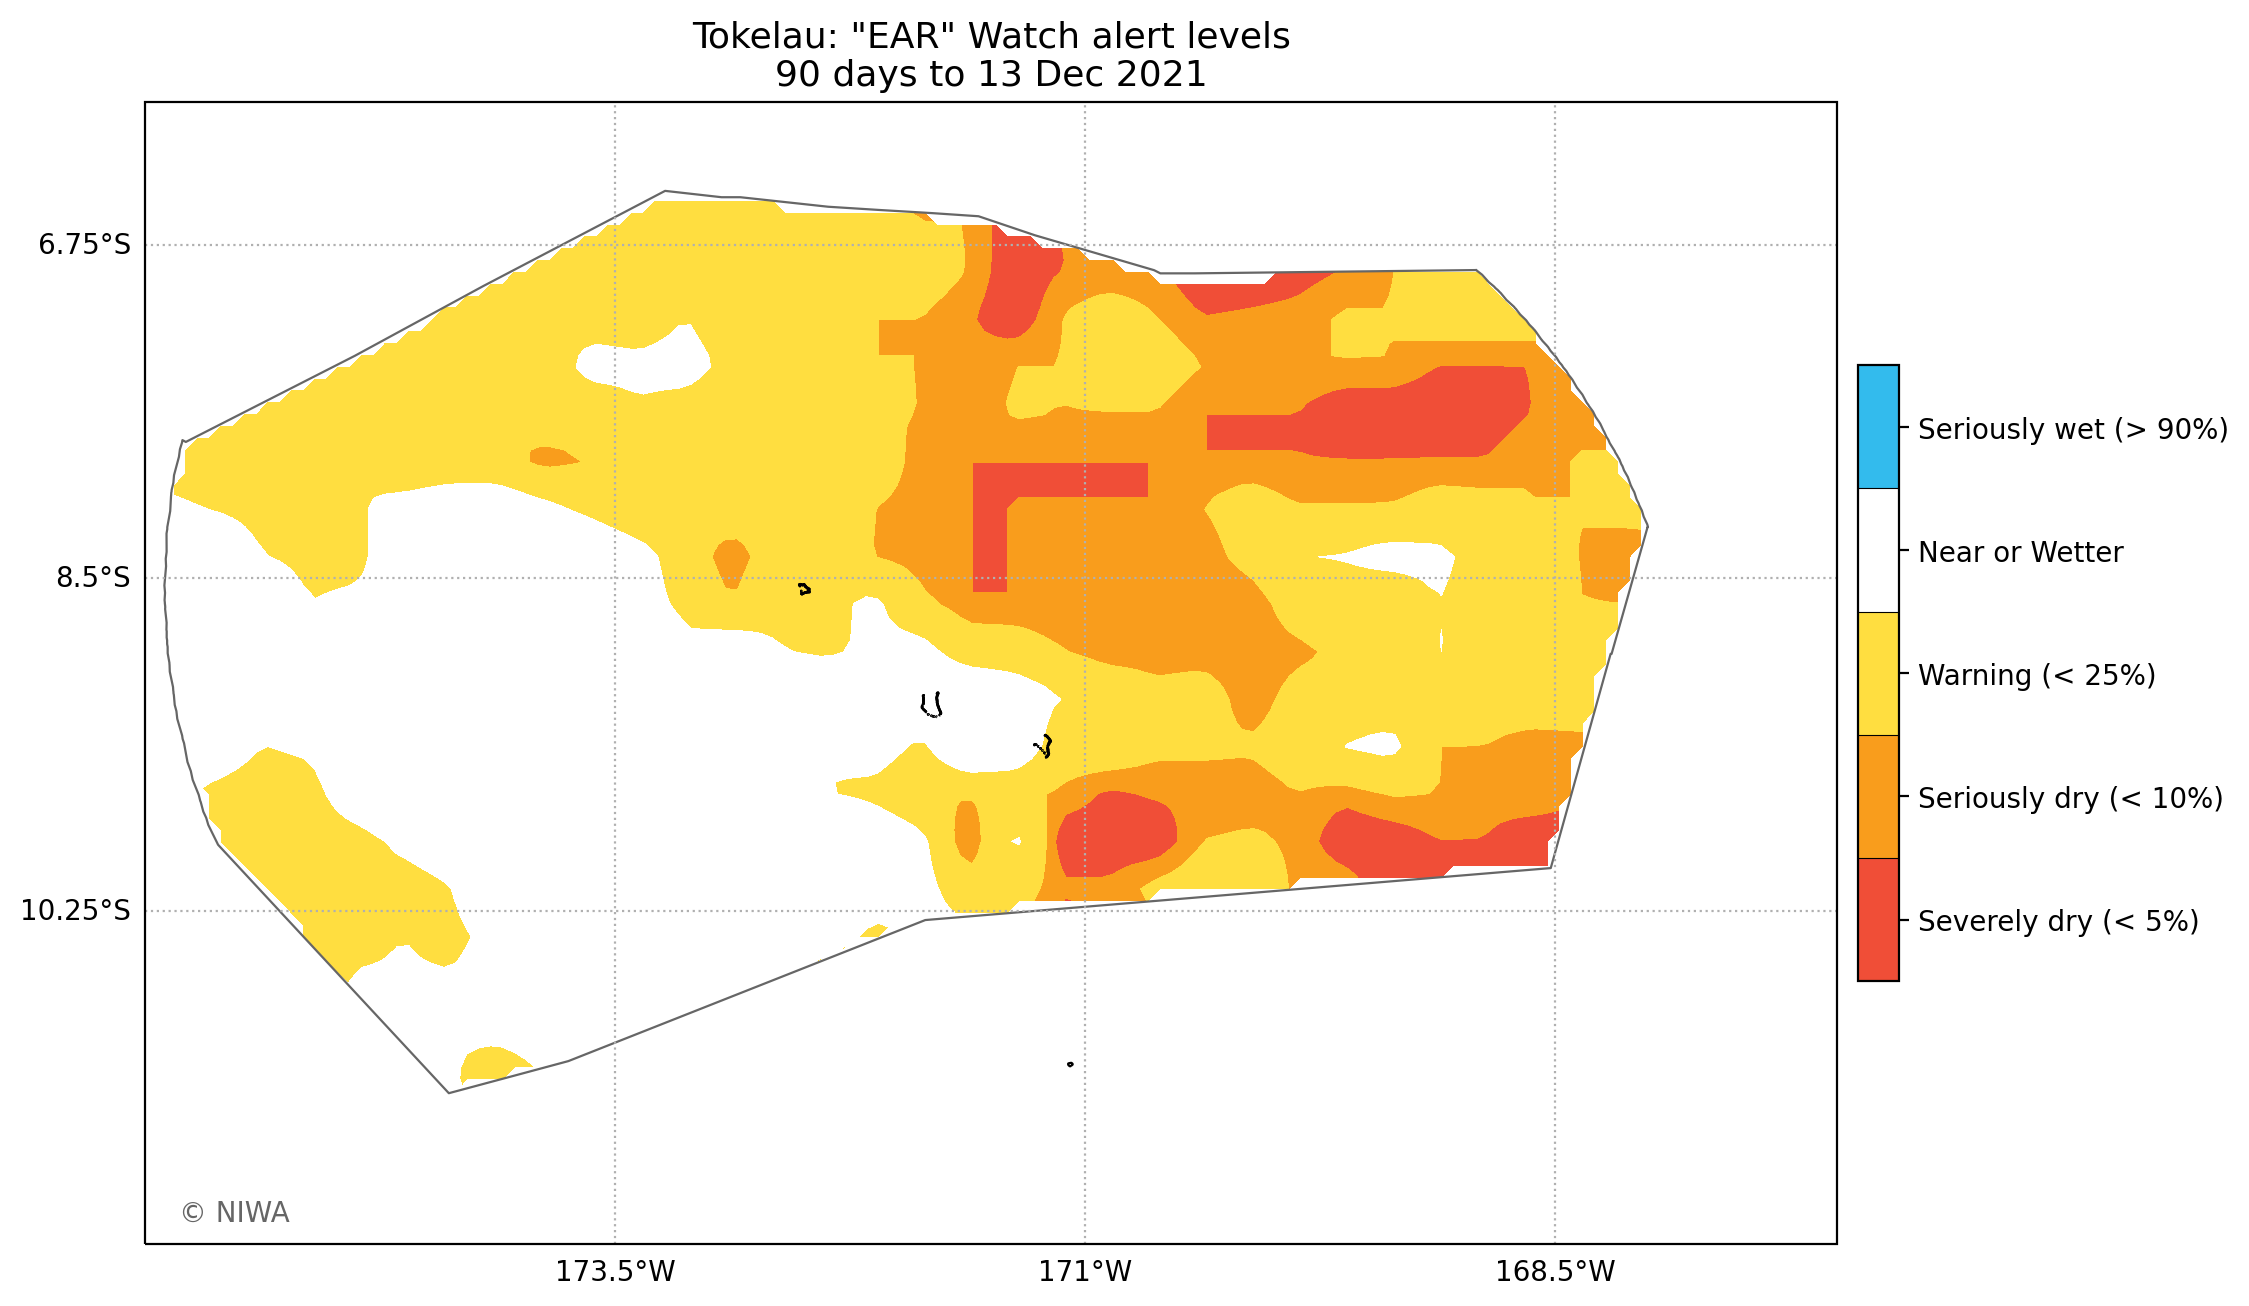 Tokelau: "EAR" Watch alert levels
90 days to 13 Dec 2021
6.75°S
8.5°S
10.25°S
173.5°W
171°W
168.5°W
Seriously wet (> 90%)
Near or Wetter
Warning (< 25%)
Seriously dry (< 10%)
Severely dry (< 5%)
© NIWA